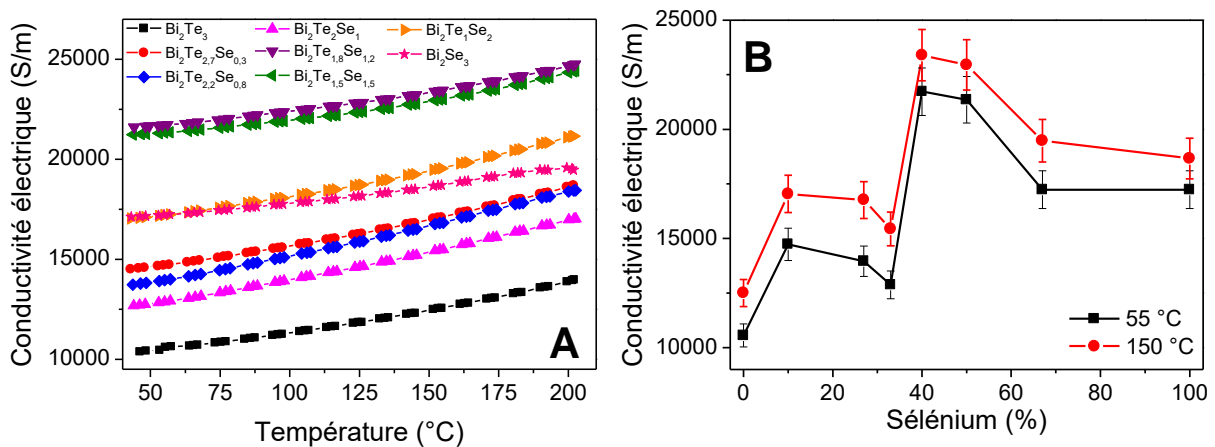 Bi₂Te₃
Bi₂Te₂,₇Se₀,₃
Bi₂Te₂,₂Se₀,₈
Bi₂Te₂Se₁
Bi₂Te₁,₈Se₁,₂
Bi₂Te₁,₅Se₁,₅
Bi₂Te₁Se₂
Bi₂Se₃
25000
20000
15000
10000
Conductivité électrique (S/m)
50 75 100 125 150 175 200
Température (°C)
A
B
25000
20000
15000
10000
Conductivité électrique (S/m)
55 °C
150 °C
0 20 40 60 80 100
Sélénium (%)